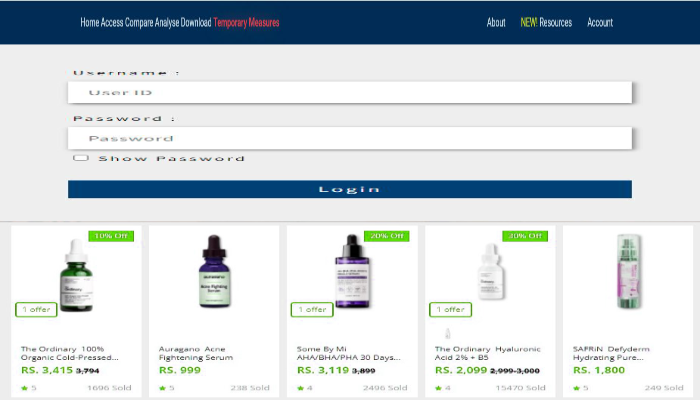 Home Access Compare Analyse Download Temporary Measures
About NEW! Resources Account
Username :
User ID
Password :
Password
Show Password
Login
10% Off
20% Off
30% Off
1 offer
1 offer
1 offer
The Ordinary 100%
Organic Cold-Pressed...
RS. 3,415 3,794
5 1696 Sold
Auragano Acne
Fightening Serum
RS. 999
5 238 Sold
Some By Mi
AHA/BHA/PHA 30 Days...
RS. 3,119 3,899
4 2496 Sold
The Ordinary Hyaluronic
Acid 2% + B5
RS. 2,099 2,999-3,000
4 15470 Sold
SAFRiN Defyderm
Hydrating Pure...
RS. 1,800
5 249 Sold